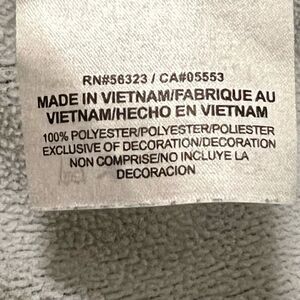 RN#56323 / CA#05553
MADE IN VIETNAM/FABRIQUE AU
VIETNAM/HECHO EN VIETNAM
100% POLYESTER/POLYESTER/POLIESTER
EXCLUSIVE OF DECORATION/DECORATION
NON COMPRISE/NO INCLUYE LA
DECORACION